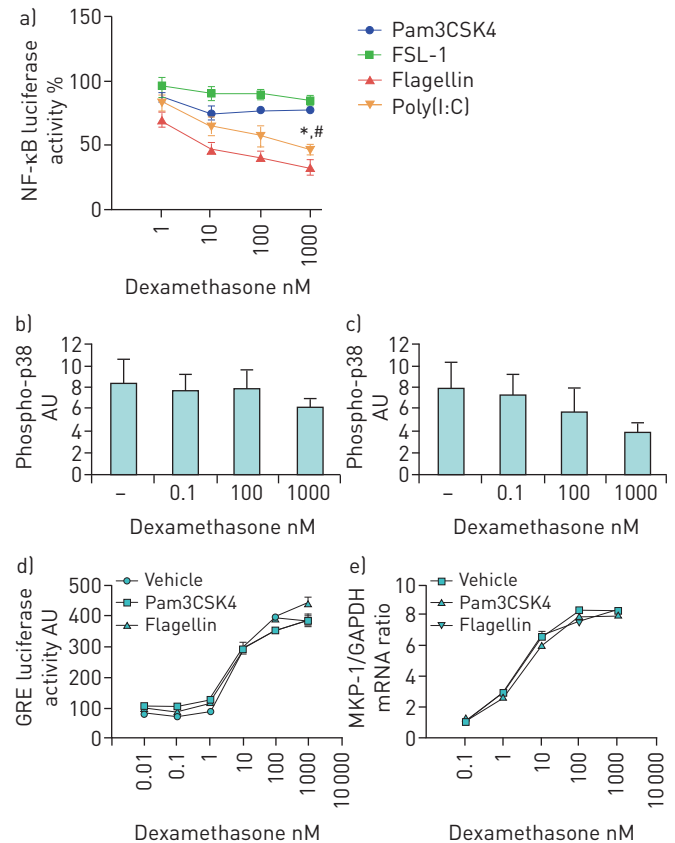 a)
150
100
50
0
NF-κB luciferase
activity %
*,#
1
10
100
1000
Dexamethasone nM
Pam3CSK4
FSL-1
Flagellin
Poly(I:C)
b)
12
10
8
6
4
2
0
Phospho-p38
AU
–
0.1
100
1000
Dexamethasone nM
c)
12
10
8
6
4
2
0
Phospho-p38
AU
–
0.1
100
1000
Dexamethasone nM
d)
500
400
300
200
100
0
GRE luciferase
activity AU
Vehicle
Pam3CSK4
Flagellin
0.01
0.1
1
10
100
1000
10 000
Dexamethasone nM
e)
10
8
6
4
2
0
MKP-1/GAPDH
mRNA ratio
Vehicle
Pam3CSK4
Flagellin
0.1
1
10
100
1000
10 000
Dexamethasone nM